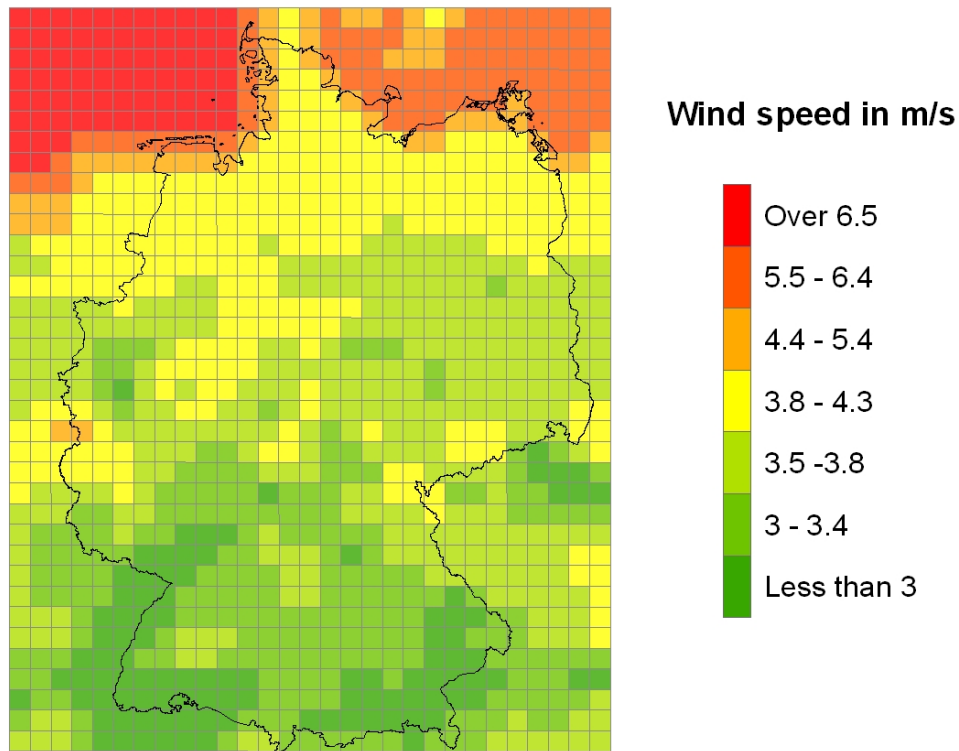 Wind speed in m/s
Over 6.5
5.5 - 6.4
4.4 - 5.4
3.8 - 4.3
3.5 -3.8
3 - 3.4
Less than 3